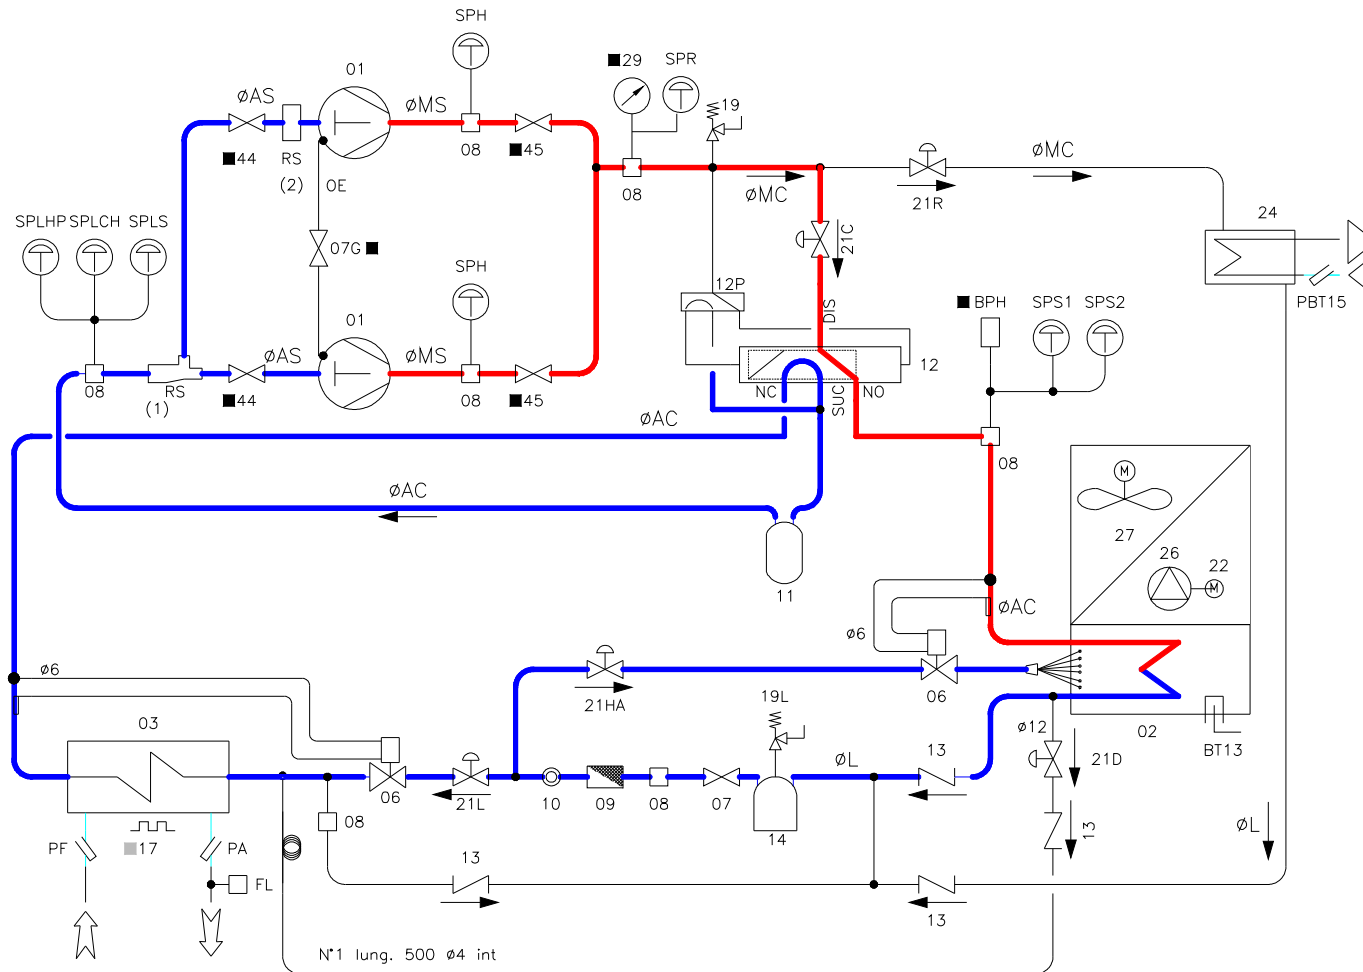 SPH
29
SPR
01
øAS
øMS
19
44
RS
(2)
0E
08
45
08
øMC
21R
øMC
24
SPLHP
SPLCH
SPLS
07G
SPH
21C
12P
DIS
BPH
SPS1
SPS2
PBT15
01
øAS
øMS
12
08
RS
(1)
44
08
45
NC
SUC
NO
øAC
08
øAC
M
27
26
22
M
11
øAC
ø6
ø6
21HA
06
19L
02
BT13
ø12
21D
03
13
øL
06
21L
10
09
08
07
14
08
13
øL
PF
17
PA
13
FL
13
N°1 lung. 500 ø4 int